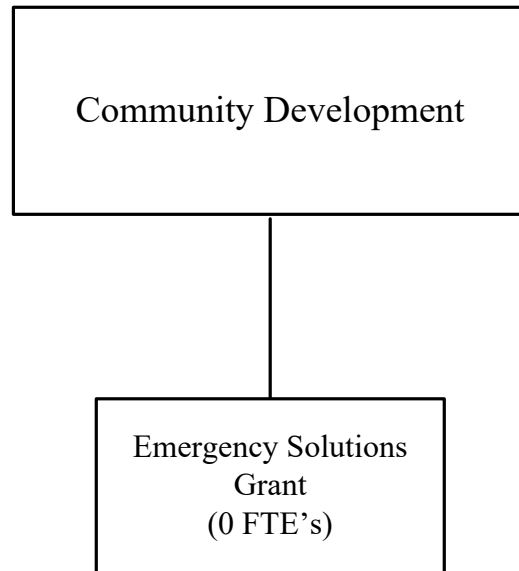 Community Development
Emergency Solutions
Grant
(0 FTE’s)